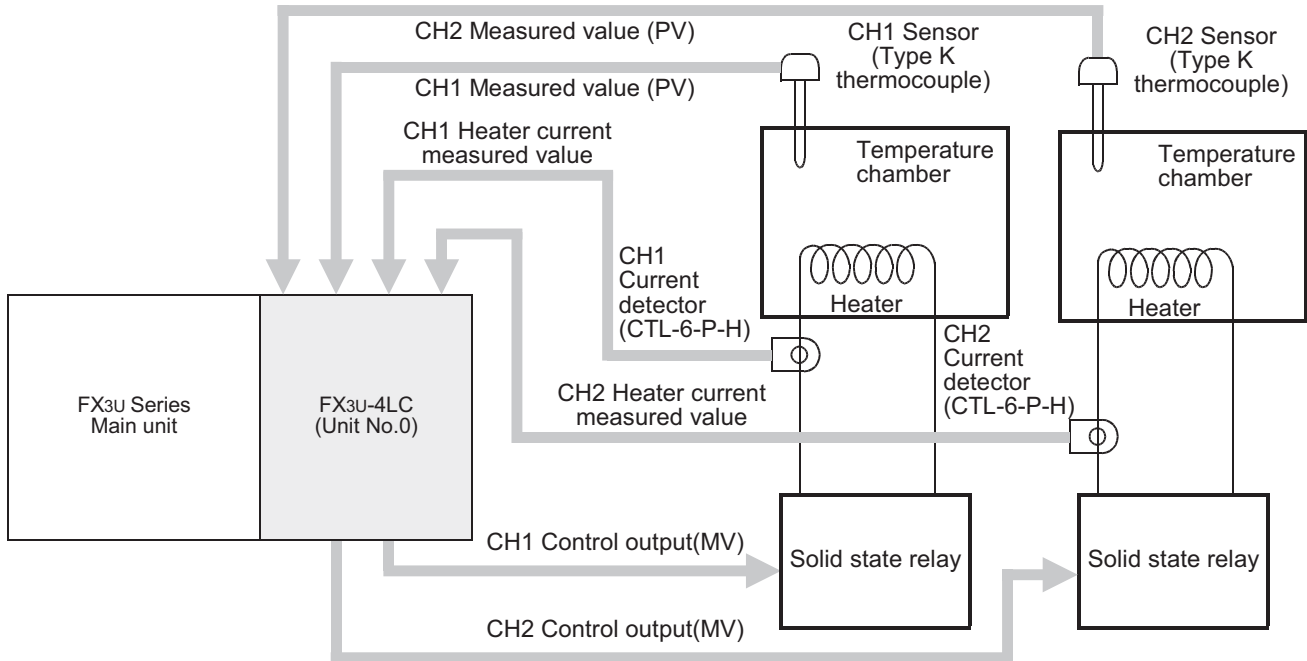 CH2 Measured value (PV)
CH1 Measured value (PV)
CH1 Heater current
measured value
CH1 Sensor
(Type K
thermocouple)
CH2 Sensor
(Type K
thermocouple)
Temperature
chamber
Temperature
chamber
CH1
Current
detector
(CTL-6-P-H)
Heater
Heater
CH2
Current
detector
(CTL-6-P-H)
CH2 Heater current
measured value
FX3U Series
Main unit
FX3U-4LC
(Unit No.0)
CH1 Control output(MV)
Solid state relay
Solid state relay
CH2 Control output(MV)